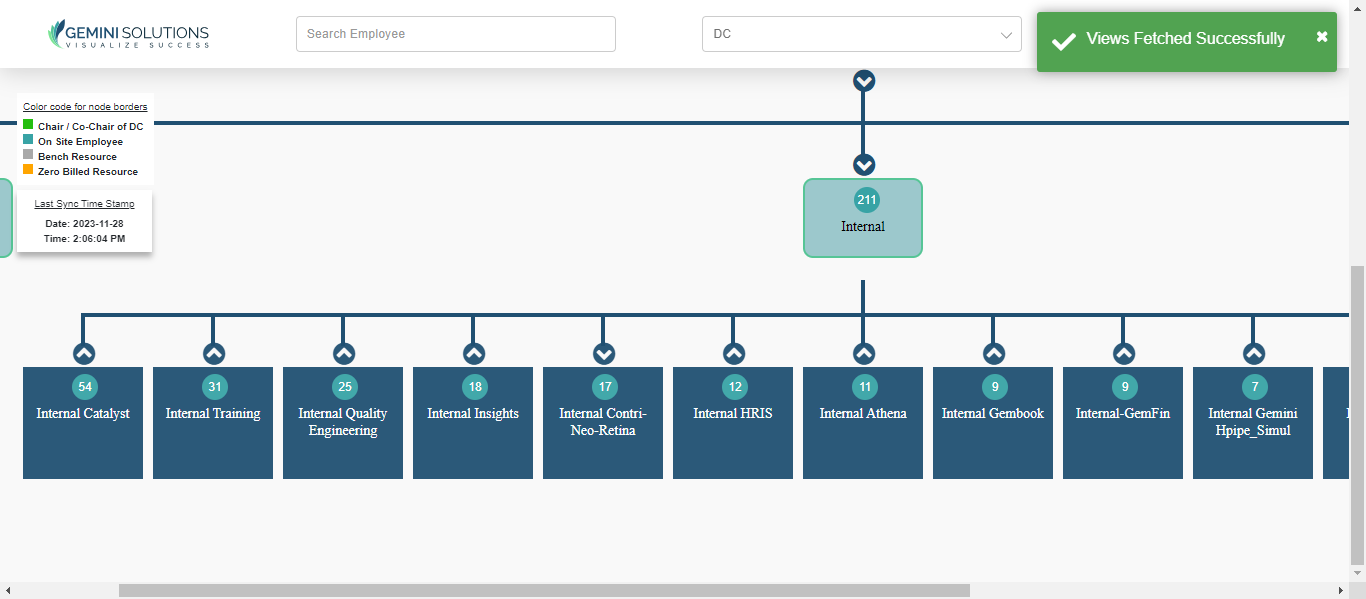 GEMINI SOLUTIONS
VISUALIZE SUCCESS
Search Employee
DC
Views Fetched Successfully
Color code for node borders
Chair / Co-Chair of DC
On Site Employee
Bench Resource
Zero Billed Resource
Last Sync Time Stamp
Date: 2023-11-28
Time: 2:06:04 PM
211
Internal
54
Internal Catalyst
31
Internal Training
25
Internal Quality
Engineering
18
Internal Insights
17
Internal Contri-
Neo-Retina
12
Internal HRIS
11
Internal Athena
9
Internal Gembook
9
Internal-GemFin
7
Internal Gemini
Hpipe_Simul